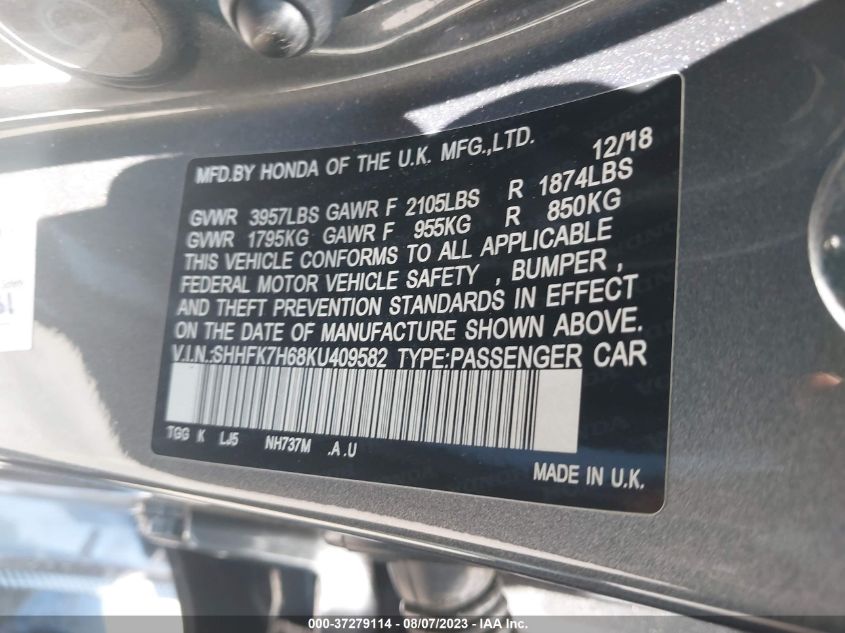 MFD.BY HONDA OF THE U.K. MFG.,LTD. 12/'18
GVWR 3957LBS GAWR F 2105LBS R 1874LBS
GVWR 1795KG GAWR F 955KG R 850KG
THIS VEHICLE CONFORMS TO ALL APPLICABLE
FEDERAL MOTOR VEHICLE SAFETY , BUMPER ,
AND THEFT PREVENTION STANDARDS IN EFFECT
ON THE DATE OF MANUFACTURE SHOWN ABOVE.
V.I.N.:SHHFK7H68KU409582 TYPE:PASSENGER CAR
TGG K LJ5 NH737M .A.U
MADE IN U.K.
000-37279114 - 08/07/2023 - IAA Inc.